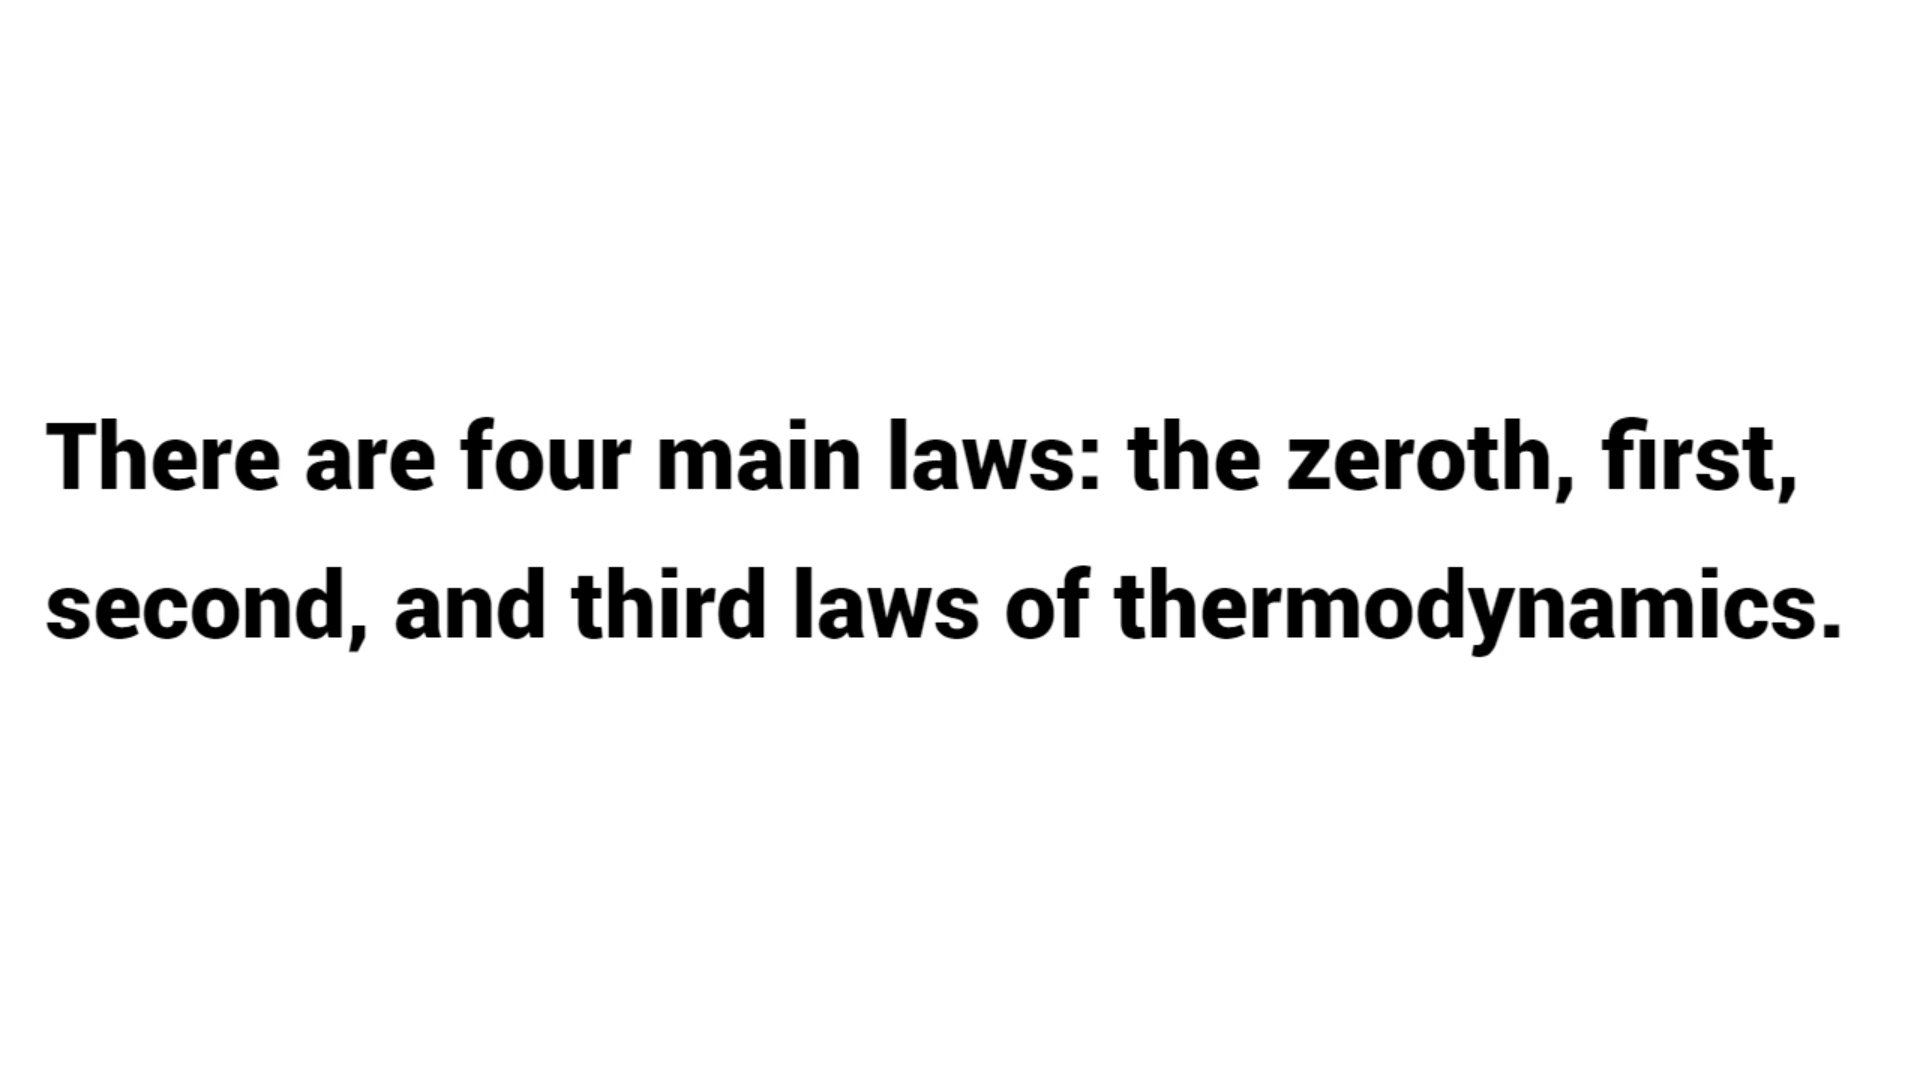 There are four main laws: the zeroth, first,
second, and third laws of thermodynamics.